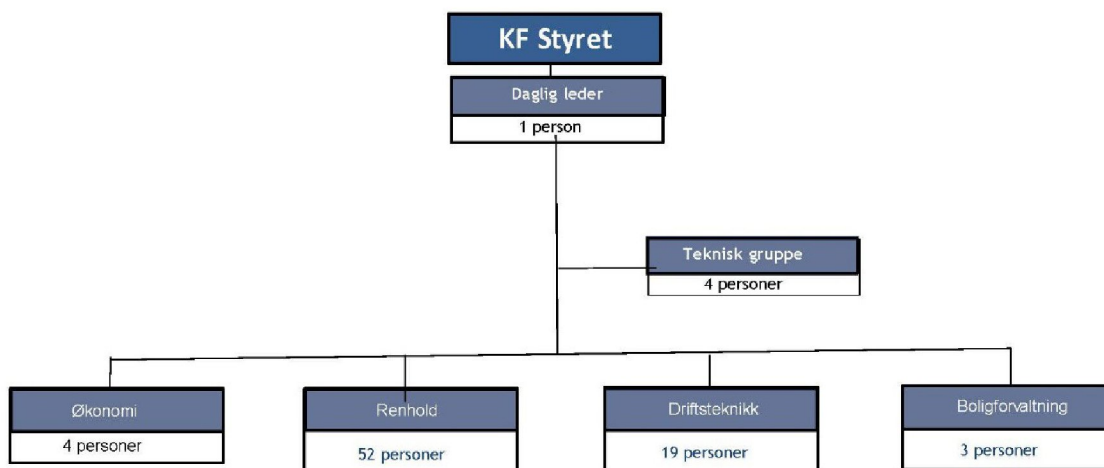 KF Styret
Daglig leder
1 person
Teknisk gruppe
4 personer
Økonomi
4 personer
Renhold
52 personer
Driftsteknikk
19 personer
Boligforvaltning
3 personer